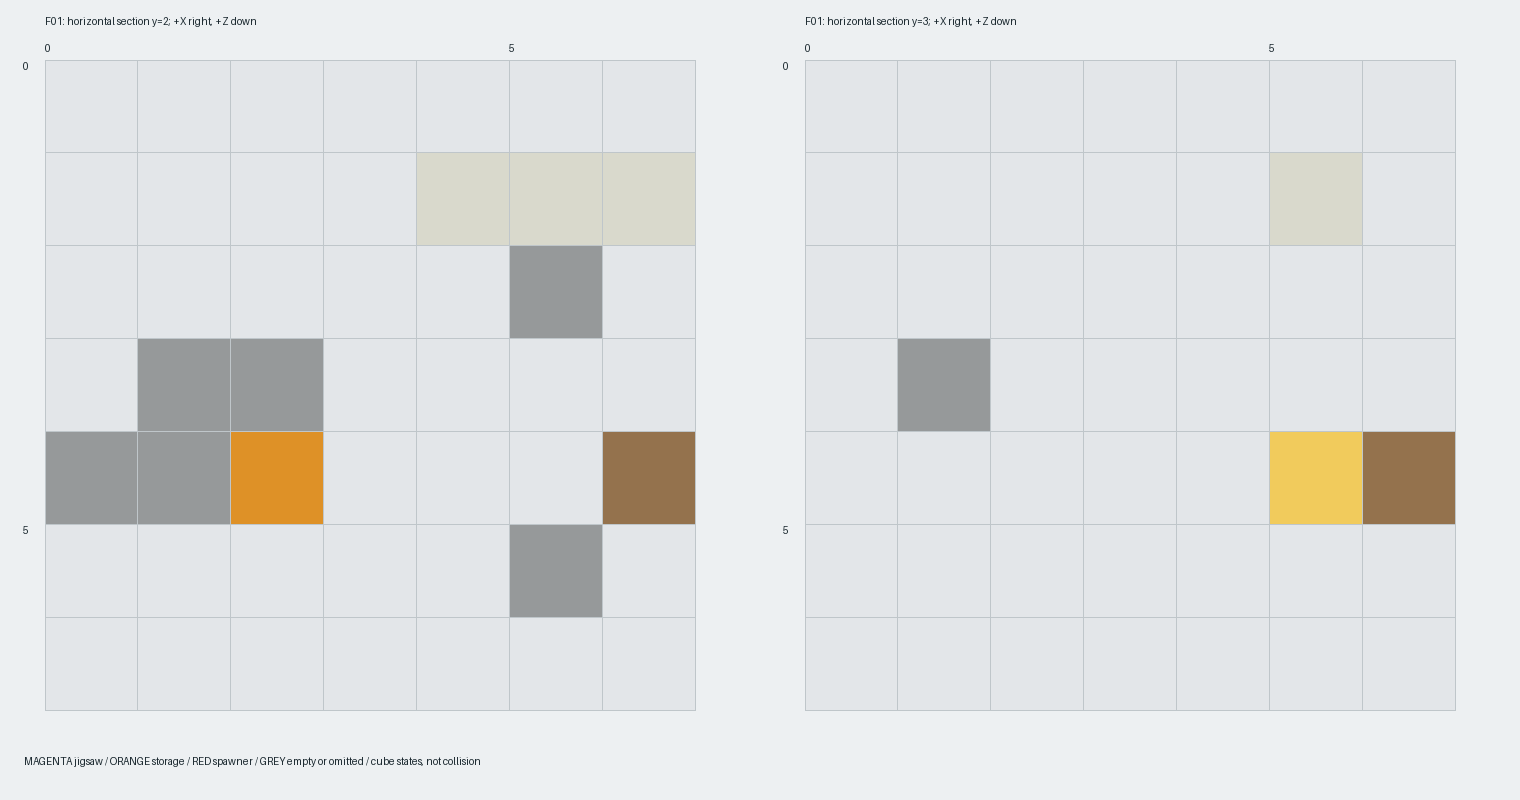 F01: horizontal section y=2; +X right, +Z down
F01: horizontal section y=3; +X right, +Z down
0 5
0 5
0
0
5
5
MAGENTA jigsaw / ORANGE storage / RED spawner / GREY empty or omitted / cube states, not collision